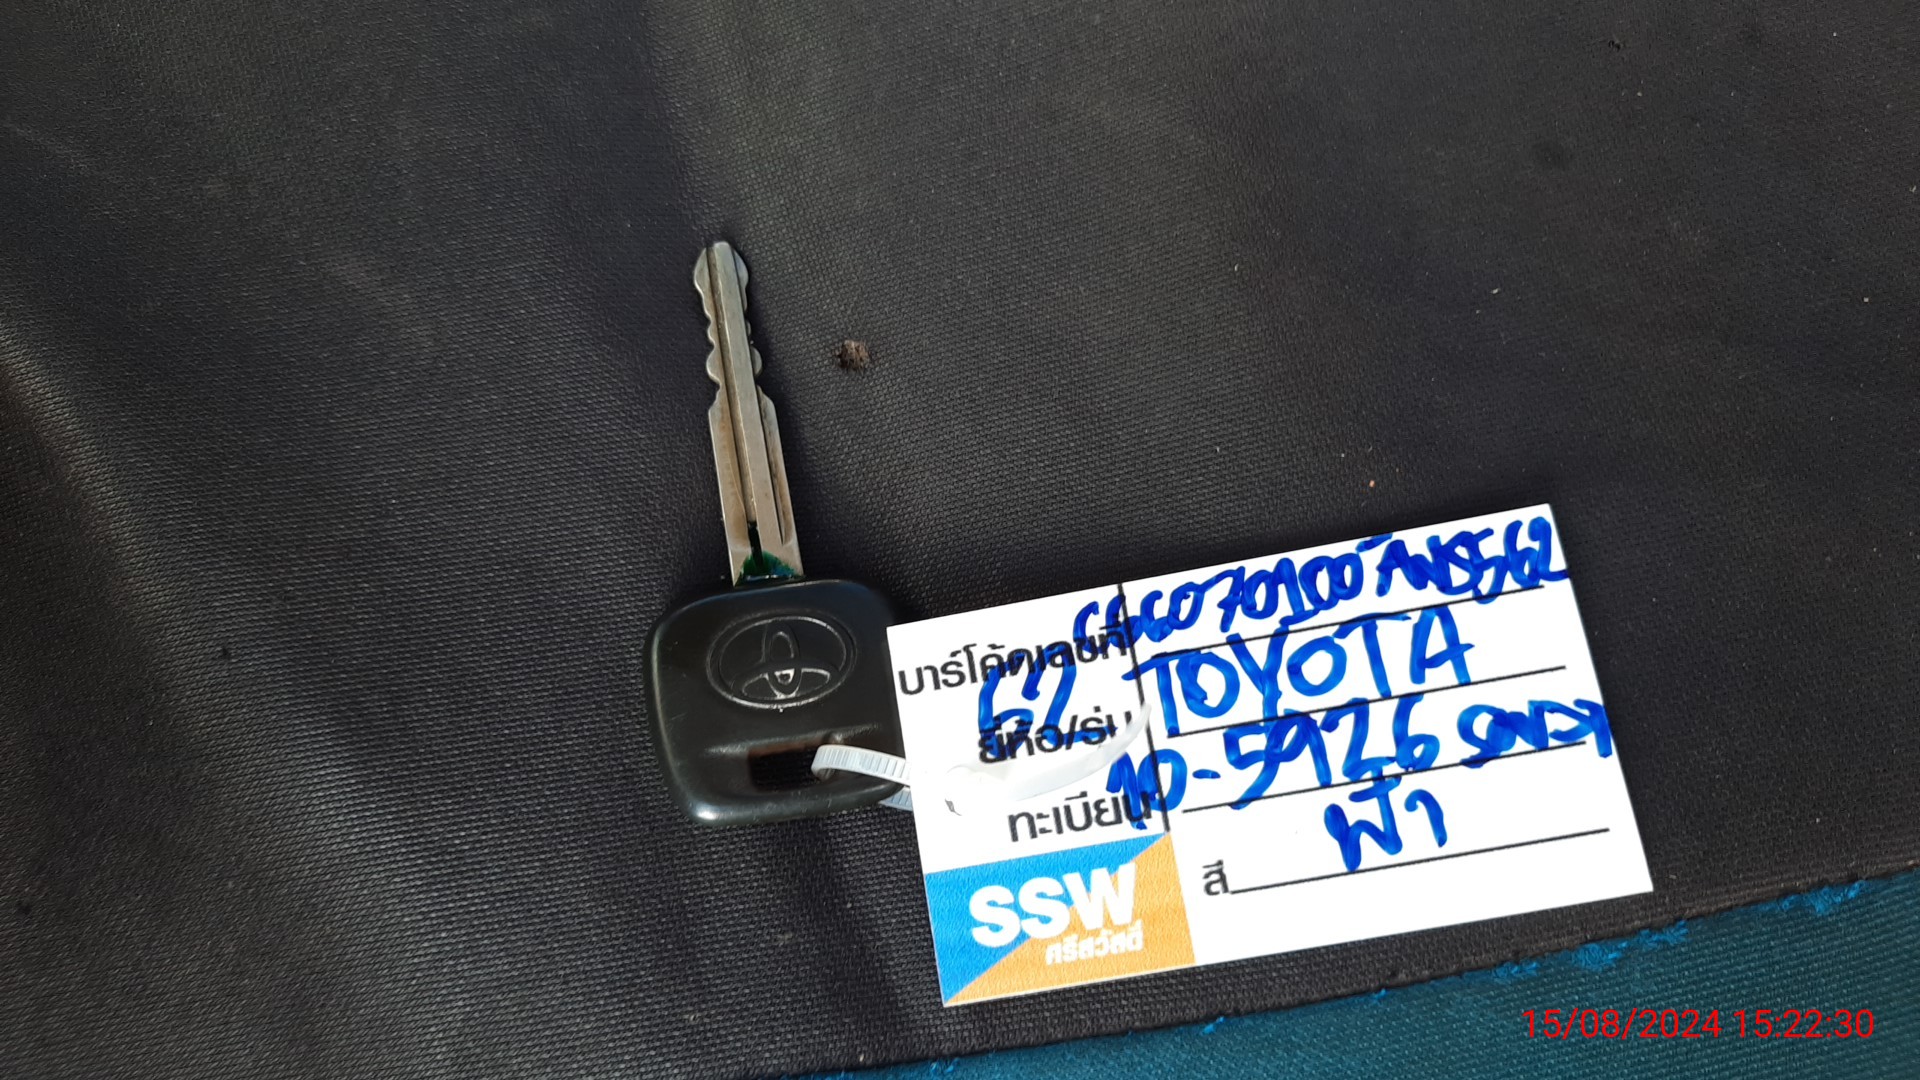 บาร์โค้ดเลขที่
62 TOYOTA
ยี่ห้อ/รุ่น
ทะเบียน 10-5926
สี ฟ้า
SSW
ศรีสวัสดิ์
15/08/2024 15:22:30